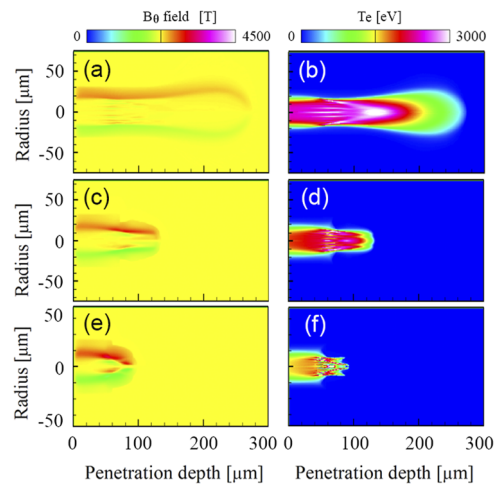 Bθ field [T] Te [eV]
0 4500 0 3000
(a) (b)
50
0
-50
Radius [µm]
(c) (d)
50
0
-50
Radius [µm]
(e) (f)
50
0
-50
Radius [µm]
0 100 200 300 0 100 200 300
Penetration depth [µm] Penetration depth [µm]